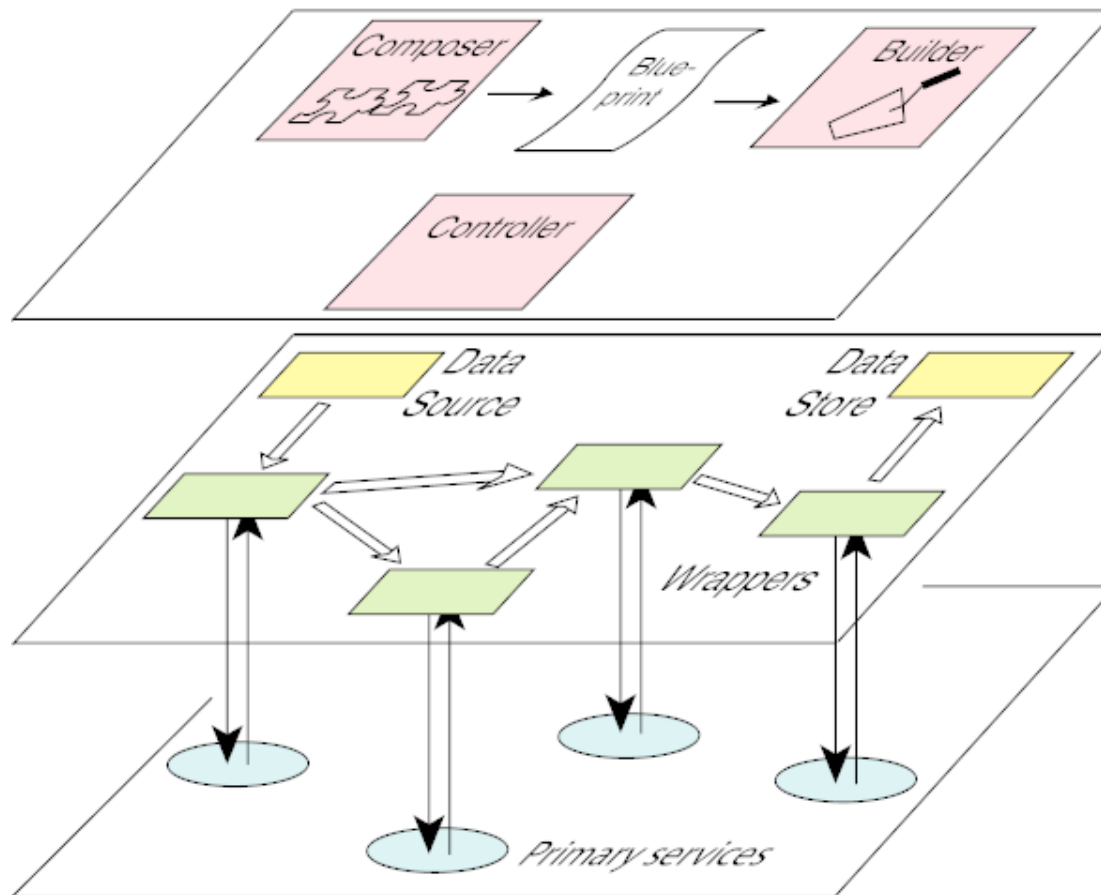 Composer
Blue-
print
Builder
Controller
Data
Source
Data
Store
Wrappers
Primary services